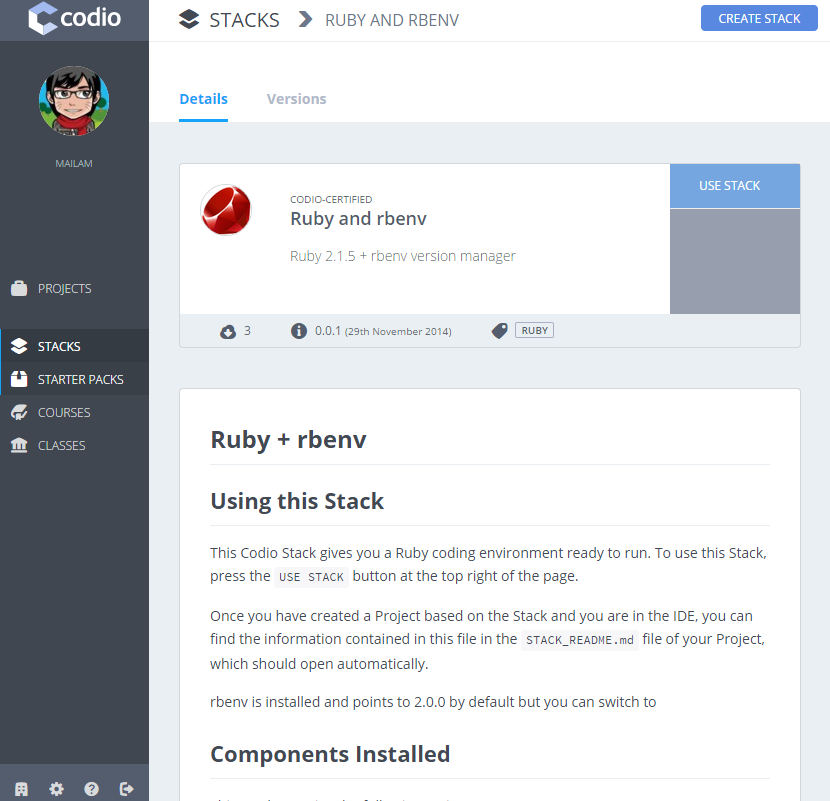 codio
STACKS
RUBY AND RBENV
CREATE STACK
MAILAM
Details
Versions
CODIO-CERTIFIED
Ruby and rbenv
Ruby 2.1.5 + rbenv version manager
USE STACK
3
0.0.1 (29th November 2014)
RUBY
PROJECTS
STACKS
STARTER PACKS
COURSES
CLASSES
Ruby + rbenv
Using this Stack
This Codio Stack gives you a Ruby coding environment ready to run. To use this Stack,
press the USE STACK button at the top right of the page.
Once you have created a Project based on the Stack and you are in the IDE, you can
find the information contained in this file in the STACK_README.md file of your Project,
which should open automatically.
rbenv is installed and points to 2.0.0 by default but you can switch to
Components Installed